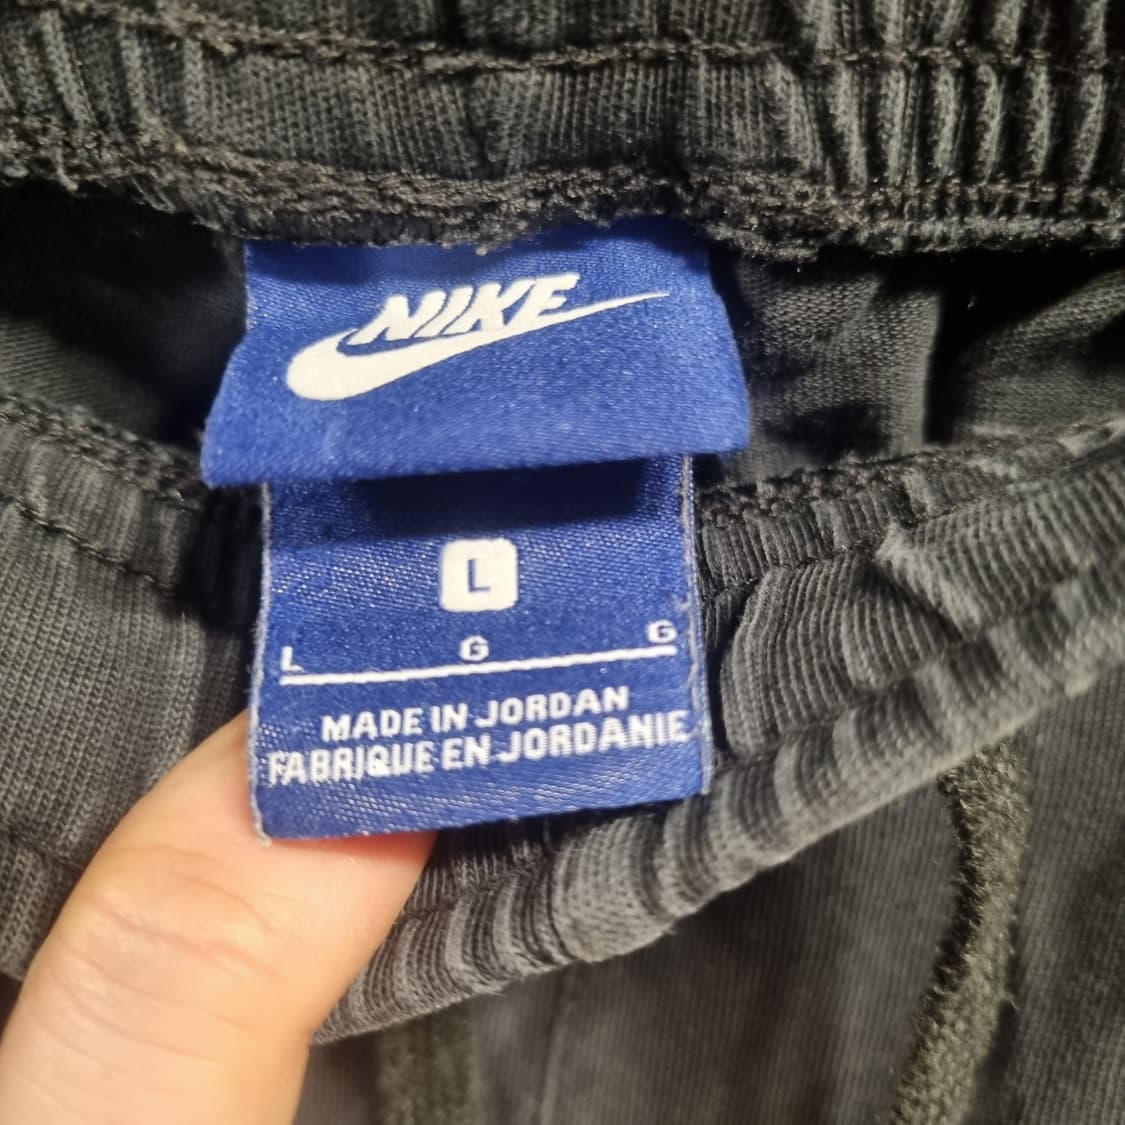 NIKE
L
L G G
MADE IN JORDAN
FABRIQUE EN JORDANIE